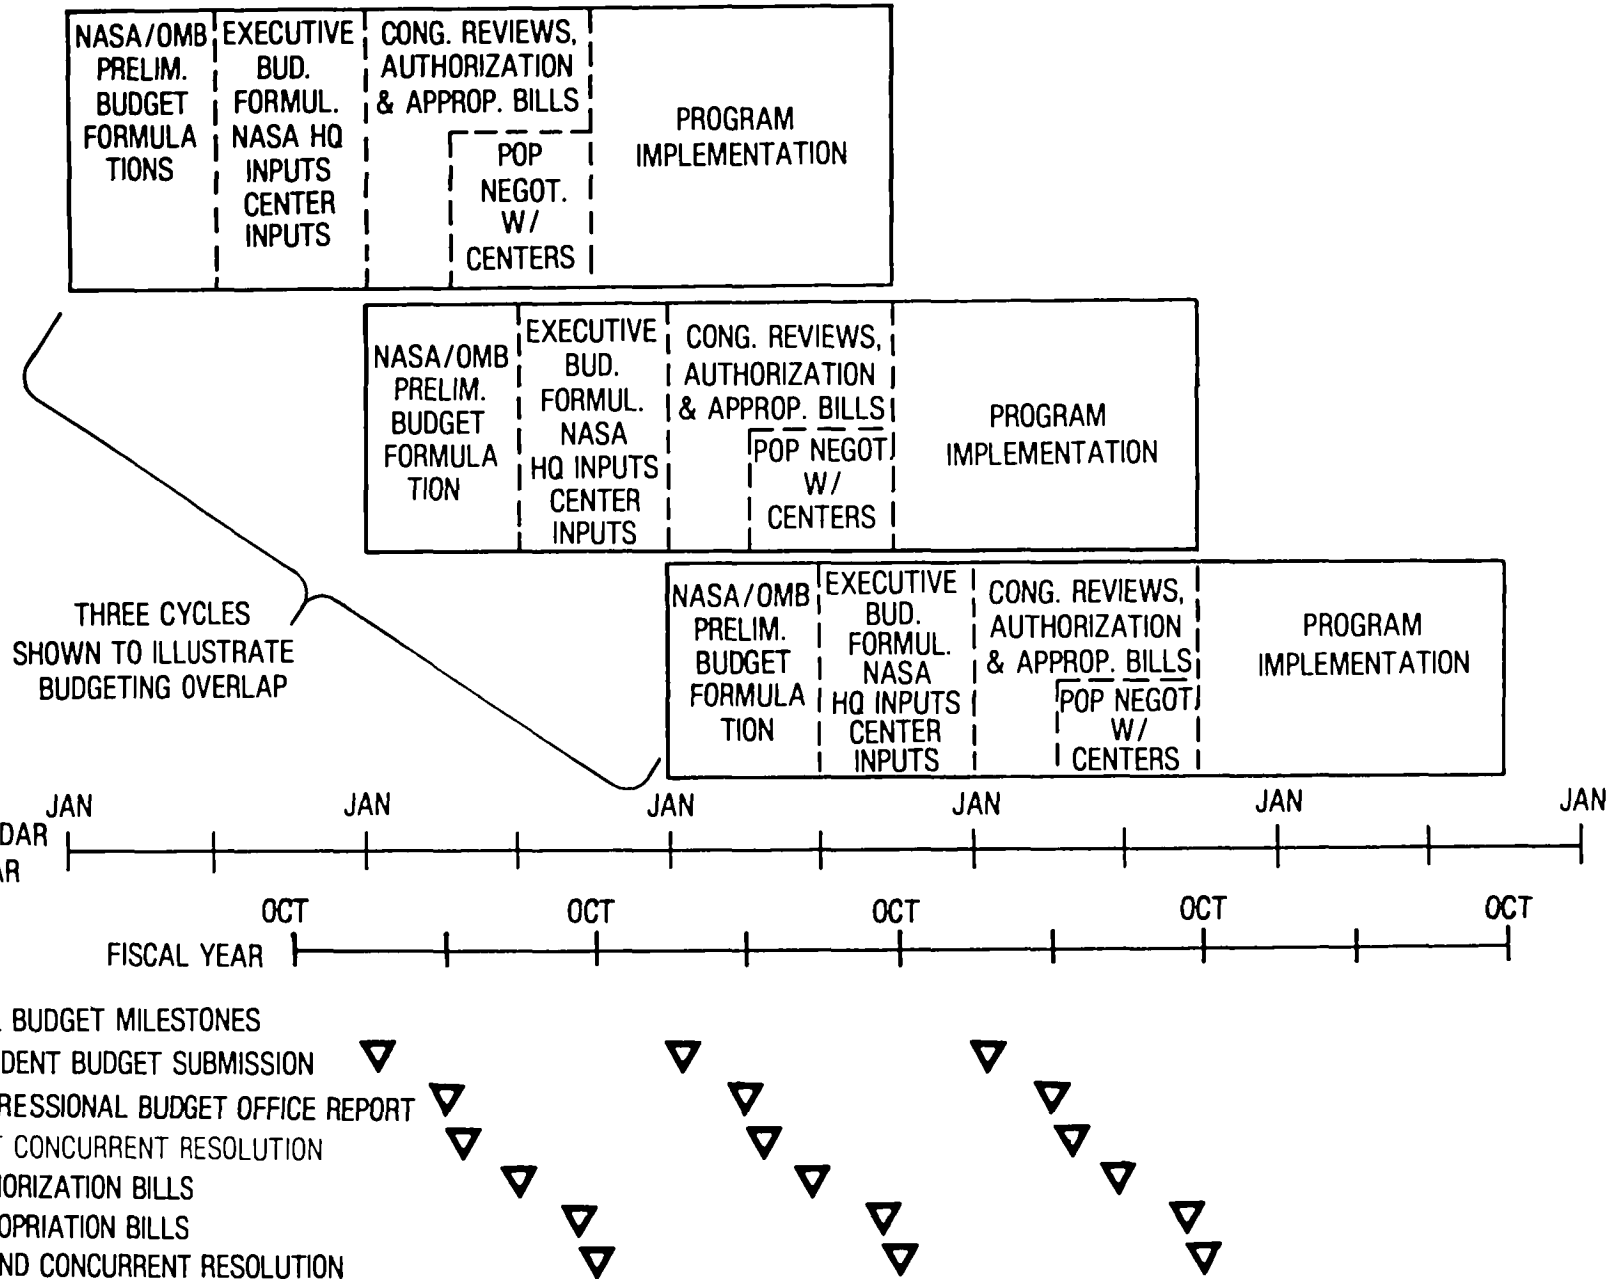 NASA/OMB
PRELIM.
BUDGET
FORMULA
TIONS
EXECUTIVE
BUD.
FORMUL.
NASA HQ
INPUTS
CENTER
INPUTS
CONG. REVIEWS,
AUTHORIZATION
& APPROP. BILLS
POP
NEGOT.
W/
CENTERS
PROGRAM
IMPLEMENTATION
NASA/OMB
PRELIM.
BUDGET
FORMULA
TION
EXECUTIVE
BUD.
FORMUL.
NASA
HQ INPUTS
CENTER
INPUTS
CONG. REVIEWS,
AUTHORIZATION
& APPROP. BILLS
POP NEGOT
W/
CENTERS
PROGRAM
IMPLEMENTATION
NASA/OMB
PRELIM.
BUDGET
FORMULA
TION
EXECUTIVE
BUD.
FORMUL.
NASA
HQ INPUTS
CENTER
INPUTS
CONG. REVIEWS,
AUTHORIZATION
& APPROP. BILLS
POP NEGOT
W/
CENTERS
PROGRAM
IMPLEMENTATION
THREE CYCLES
SHOWN TO ILLUSTRATE
BUDGETING OVERLAP
JAN JAN JAN JAN JAN JAN
DAR
AR
OCT OCT OCT OCT OCT
FISCAL YEAR
BUDGET MILESTONES
DENT BUDGET SUBMISSION
RESSIONAL BUDGET OFFICE REPORT
T CONCURRENT RESOLUTION
IORIZATION BILLS
OPRIATION BILLS
ND CONCURRENT RESOLUTION